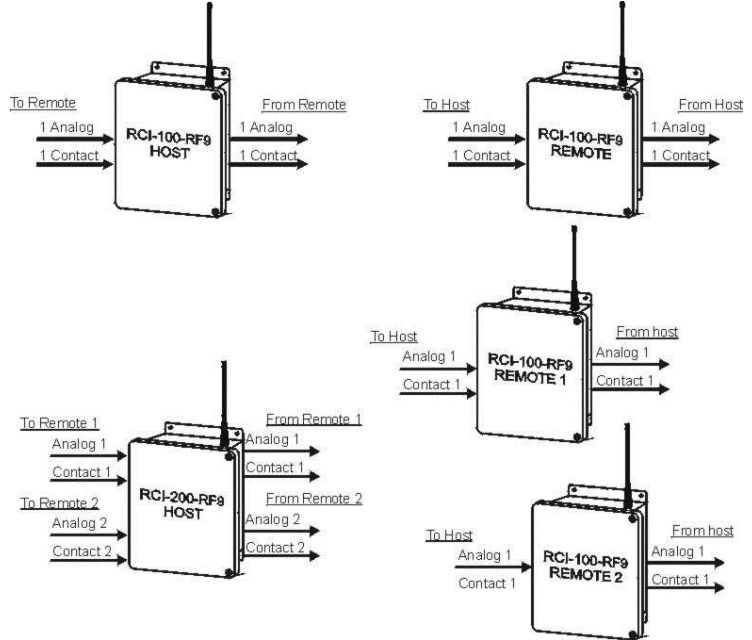 To Remote
1 Analog
1 Contact
RCI-100-RF9
HOST
From Remote
1 Analog
1 Contact
To Host
1 Analog
1 Contact
RCI-100-RF9
REMOTE
From Host
1 Analog
1 Contact
To Host
Analog 1
Contact 1
RCI-100-RF9
REMOTE 1
From host
Analog 1
Contact 1
To Remote 1
Analog 1
Contact 1
To Remote 2
Analog 2
Contact 2
RCI-200-RF9
HOST
From Remote 1
Analog 1
Contact 1
From Remote 2
Analog 2
Contact 2
To Host
Analog 1
Contact 1
RCI-100-RF9
REMOTE 2
From host
Analog 1
Contact 1